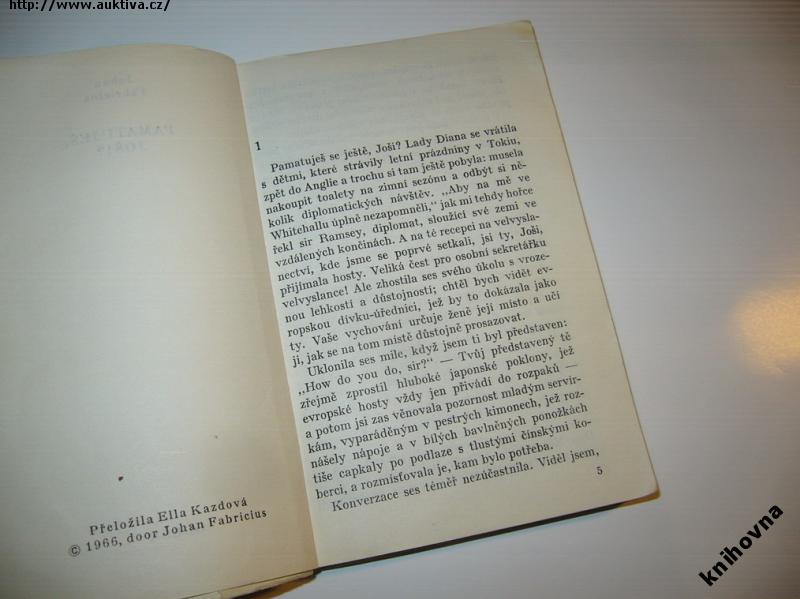 http://www.auktiva.cz/
Přeložila Ella Kazdová
© 1966, door Johan Fabricius
1
Pamatuješ se ještě, Joši? Lady Diana se vrátila
s dětmi, které strávily letní prázdniny v Tokiu,
zpět do Anglie a trochu si tam ještě pobyla: musela
nakoupit toalety na zimní sezónu a odbýt si ně-
kolik diplomatických návštěv. „Aby na mě ve
Whitehallu úplně nezapomněli,“ jak mi tehdy hořce
řekl sir Ramsey, diplomat, sloužící své zemi ve
vzdálených končinách. A na té recepci na velvysla-
nectví, kde jsme se poprvé setkali, jsi ty, Joši,
přijímala hosty. Veliká čest pro osobní sekretářku
velvyslance! Ale zhostila ses svého úkolu s vroze-
nou lehkostí a důstojností; chtěl bych vidět ev-
ropskou dívku-úřednici, jež by to dokázala jako
ty. Vaše vychování určuje ženě její místo a učí
ji, jak se na tom místě důstojně prosazovat.
Uklonila ses mile, když jsem ti byl představen:
„How do you do, sir?“ — Tvůj představený tě
zřejmě zprostil hluboké japonské poklony, jež
evropské hosty vždy jen přivádí do rozpaků —
a potom jsi zas věnovala pozornost mladým servír-
kám, vyparáděným v pestrých kimonech, jež roz-
nášely nápoje a v bílých bavlněných ponožkách
tiše capkaly po podlaze s tlustými čínskými ko-
berci, a rozmisťovala je, kam bylo potřeba.
Konverzace ses téměř nezúčastnila. Viděl jsem,
5
knihovna